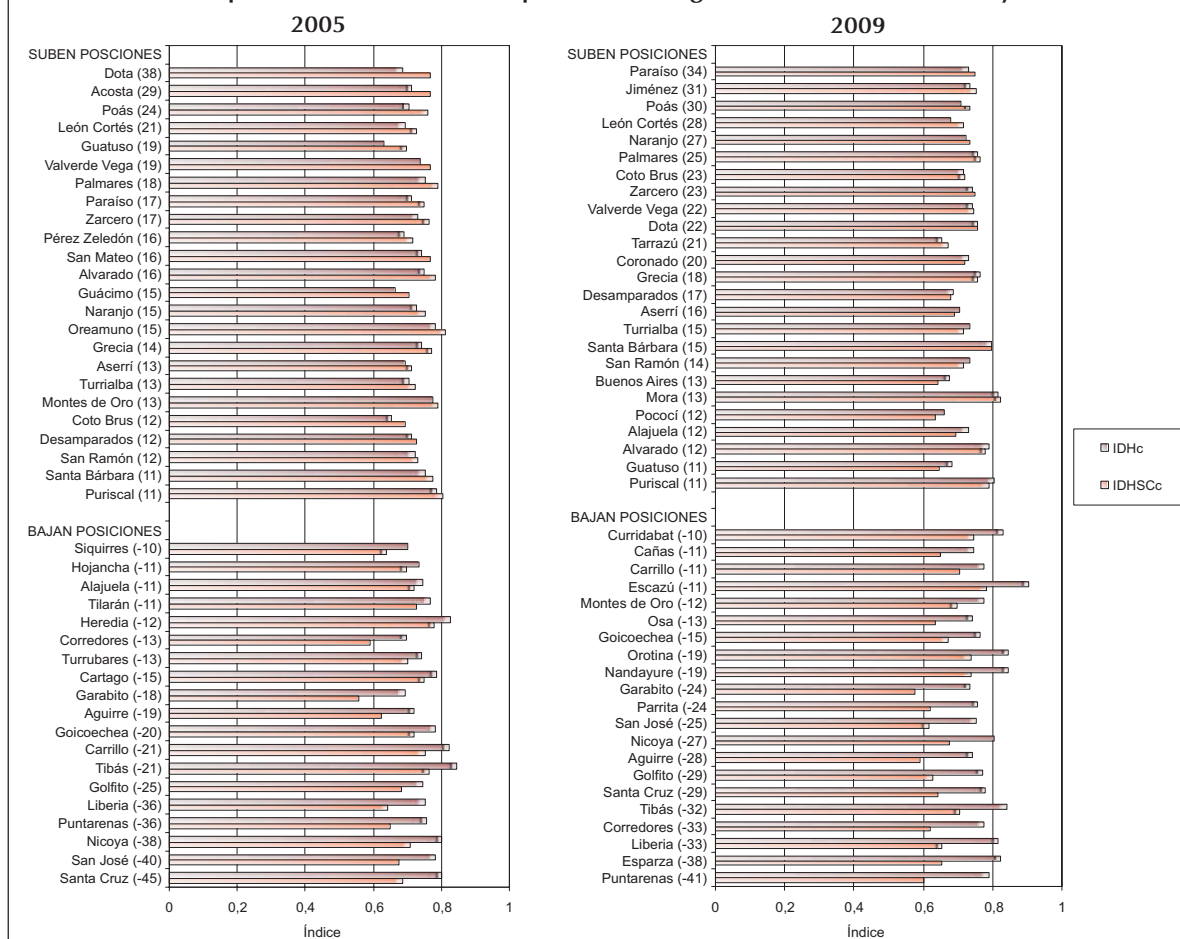 2005
SUBEN POSCIONES
Dota (38)
Acosta (29)
Poás (24)
León Cortés (21)
Guatuso (19)
Valverde Vega (19)
Palmares (18)
Paraíso (17)
Zarcero (17)
Pérez Zeledón (16)
San Mateo (16)
Alvarado (16)
Guácimo (15)
Naranjo (15)
Oreamuno (15)
Grecia (14)
Aserrí (13)
Turrialba (13)
Montes de Oro (13)
Coto Brus (12)
Desamparados (12)
San Ramón (12)
Santa Bárbara (11)
Puriscal (11)
BAJAN POSICIONES
Siquirres (-10)
Hojancha (-11)
Alajuela (-11)
Tilarán (-11)
Heredia (-12)
Corredores (-13)
Turrubares (-13)
Cartago (-15)
Garabito (-18)
Aguirre (-19)
Goicoechea (-20)
Carrillo (-21)
Tibás (-21)
Golfito (-25)
Liberia (-36)
Puntarenas (-36)
Nicoya (-38)
San José (-40)
Santa Cruz (-45)
0 0,2 0,4 0,6 0,8 1
Índice
2009
SUBEN POSICIONES
Paraíso (34)
Jiménez (31)
Poás (30)
León Cortés (28)
Naranjo (27)
Palmares (25)
Coto Brus (23)
Zarcero (23)
Valverde Vega (22)
Dota (22)
Tarrazú (21)
Coronado (20)
Grecia (18)
Desamparados (17)
Aserrí (16)
Turrialba (15)
Santa Bárbara (15)
San Ramón (14)
Buenos Aires (13)
Mora (13)
Pococí (12)
Alajuela (12)
Alvarado (12)
Guatuso (11)
Puriscal (11)
BAJAN POSICIONES
Curridabat (-10)
Cañas (-11)
Carrillo (-11)
Escazú (-11)
Montes de Oro (-12)
Osa (-13)
Goicoechea (-15)
Orotina (-19)
Nandayure (-19)
Garabito (-24)
Parrita (-24
San José (-25)
Nicoya (-27)
Aguirre (-28)
Golfito (-29)
Santa Cruz (-29)
Tibás (-32)
Corredores (-33)
Liberia (-33)
Esparza (-38)
Puntarenas (-41)
0 0,2 0,4 0,6 0,8 1
Índice
IDHc
IDHSCc